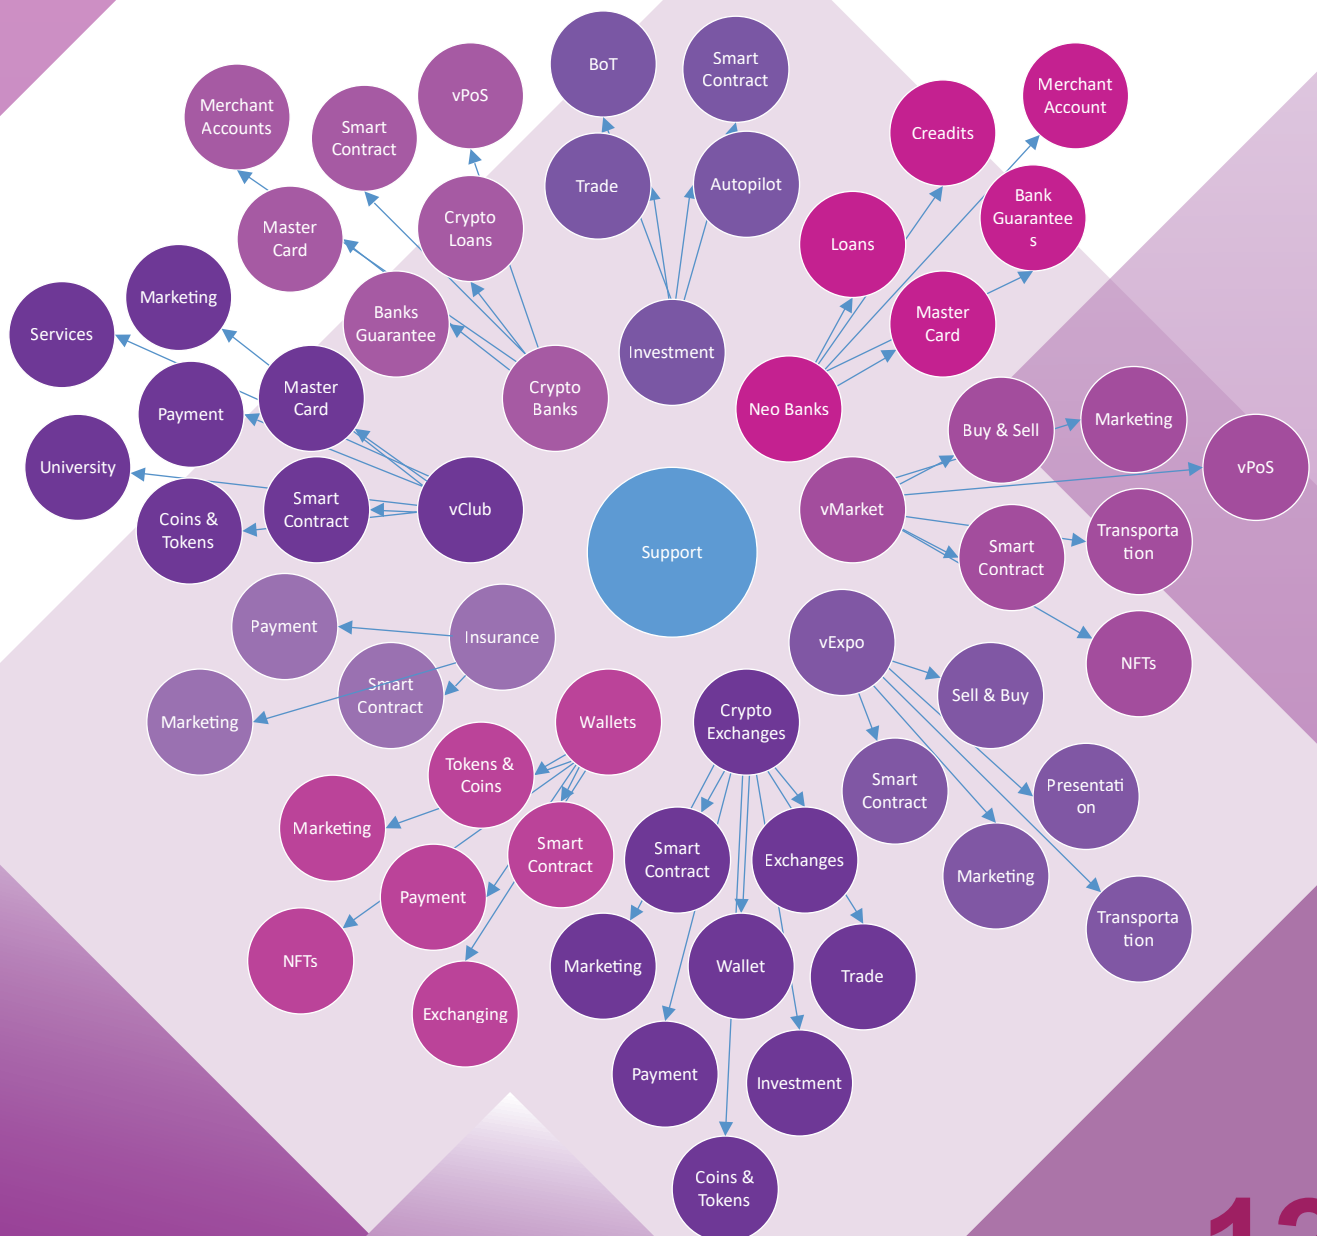 BoT
Smart
Contract
vPoS
Merchant
Accounts
Smart
Contract
Creadits
Merchant
Account
Trade
Autopilot
Crypto
Loans
Master
Card
Loans
Bank
Guarantee
s
Marketing
Services
Banks
Guarantee
Investment
Master
Card
Payment
Master
Card
Crypto
Banks
Neo Banks
Buy & Sell
Marketing
vPoS
University
Coins &
Tokens
Smart
Contract
vClub
Support
vMarket
Smart
Contract
Transporta
tion
Payment
Insurance
vExpo
NFTs
Marketing
Smart
Contract
Wallets
Crypto
Exchanges
Sell & Buy
Tokens &
Coins
Smart
Contract
Presentati
on
Marketing
Smart
Contract
Smart
Contract
Exchanges
Marketing
Payment
Transporta
tion
NFTs
Exchanging
Marketing
Wallet
Trade
Payment
Investment
Coins &
Tokens